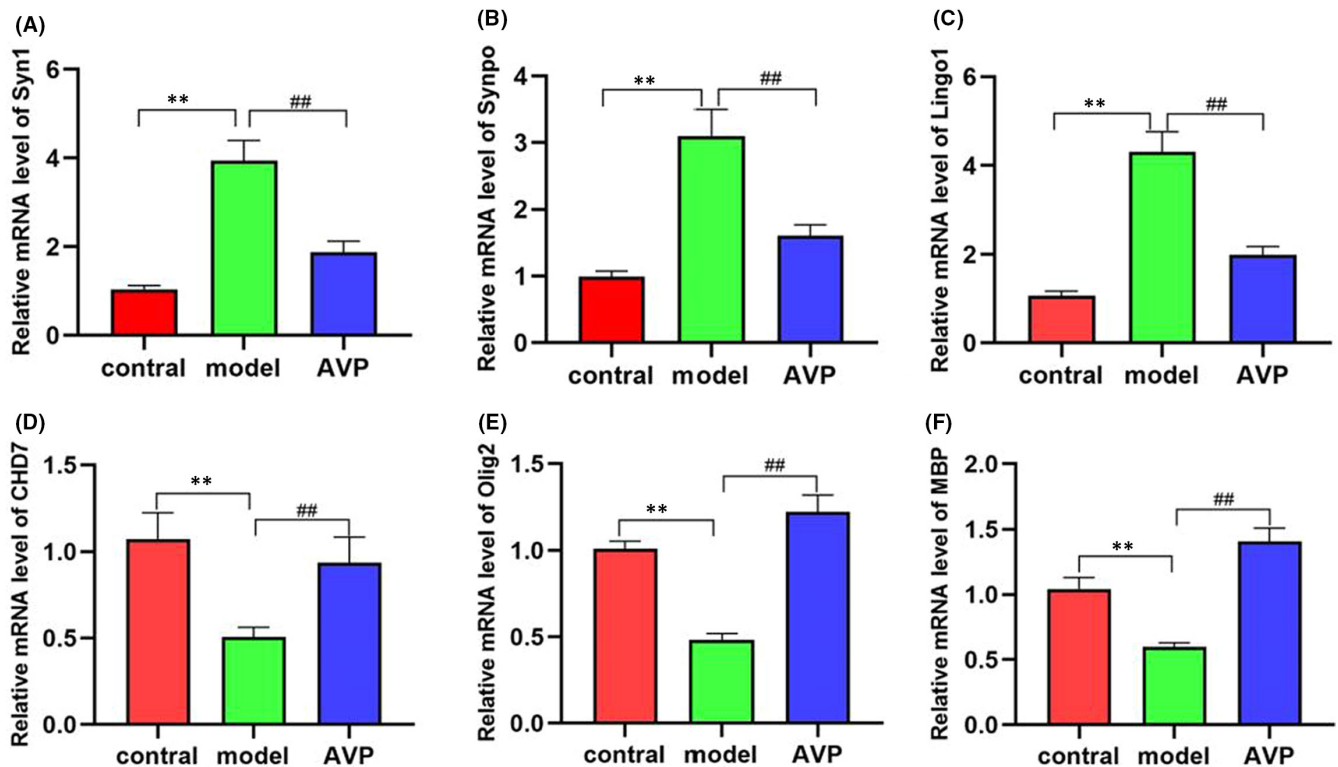 (A)
Relative mRNA level of Syn1
6
4
2
0
**
##
contral model AVP
(B)
Relative mRNA level of Synpo
4
3
2
1
0
**
##
contral model AVP
(C)
Relative mRNA level of Lingo1
6
4
2
0
**
##
contral model AVP
(D)
Relative mRNA level of CHD7
1.5
1.0
0.5
0.0
**
##
contral model AVP
(E)
Relative mRNA level of Olig2
1.5
1.0
0.5
0.0
**
##
contral model AVP
(F)
Relative mRNA level of MBP
2.0
1.5
1.0
0.5
0.0
**
##
contral model AVP